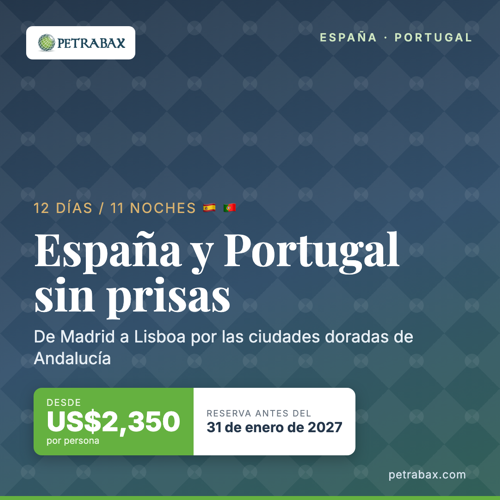 PETRABAX
ESPAÑA · PORTUGAL
12 DÍAS / 11 NOCHES 🇪🇸 🇵🇹
España y Portugal
sin prisas
De Madrid a Lisboa por las ciudades doradas de
Andalucía
DESDE
US$2,350
por persona
RESERVA ANTES DEL
31 de enero de 2027
petrabax.com